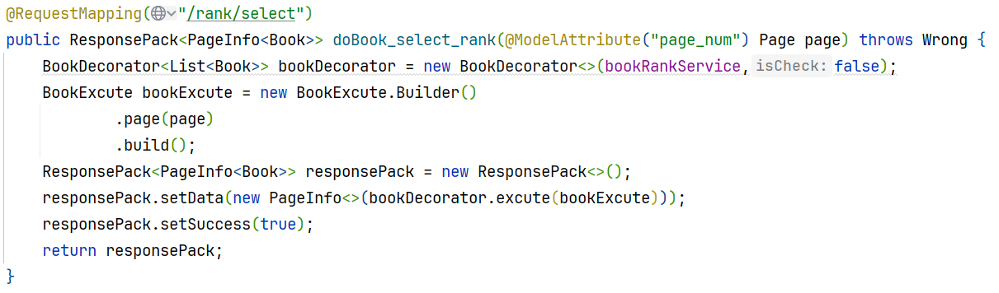 @RequestMapping("/rank/select")
public ResponsePack<PageInfo<Book>> doBook_select_rank(@ModelAttribute("page_num") Page page) throws Wrong {
    BookDecorator<List<Book>> bookDecorator = new BookDecorator<>(bookRankService, isCheck: false);
    BookExcute bookExcute = new BookExcute.Builder()
            .page(page)
            .build();
    ResponsePack<PageInfo<Book>> responsePack = new ResponsePack<>();
    responsePack.setData(new PageInfo<>(bookDecorator.excute(bookExcute)));
    responsePack.setSuccess(true);
    return responsePack;
}